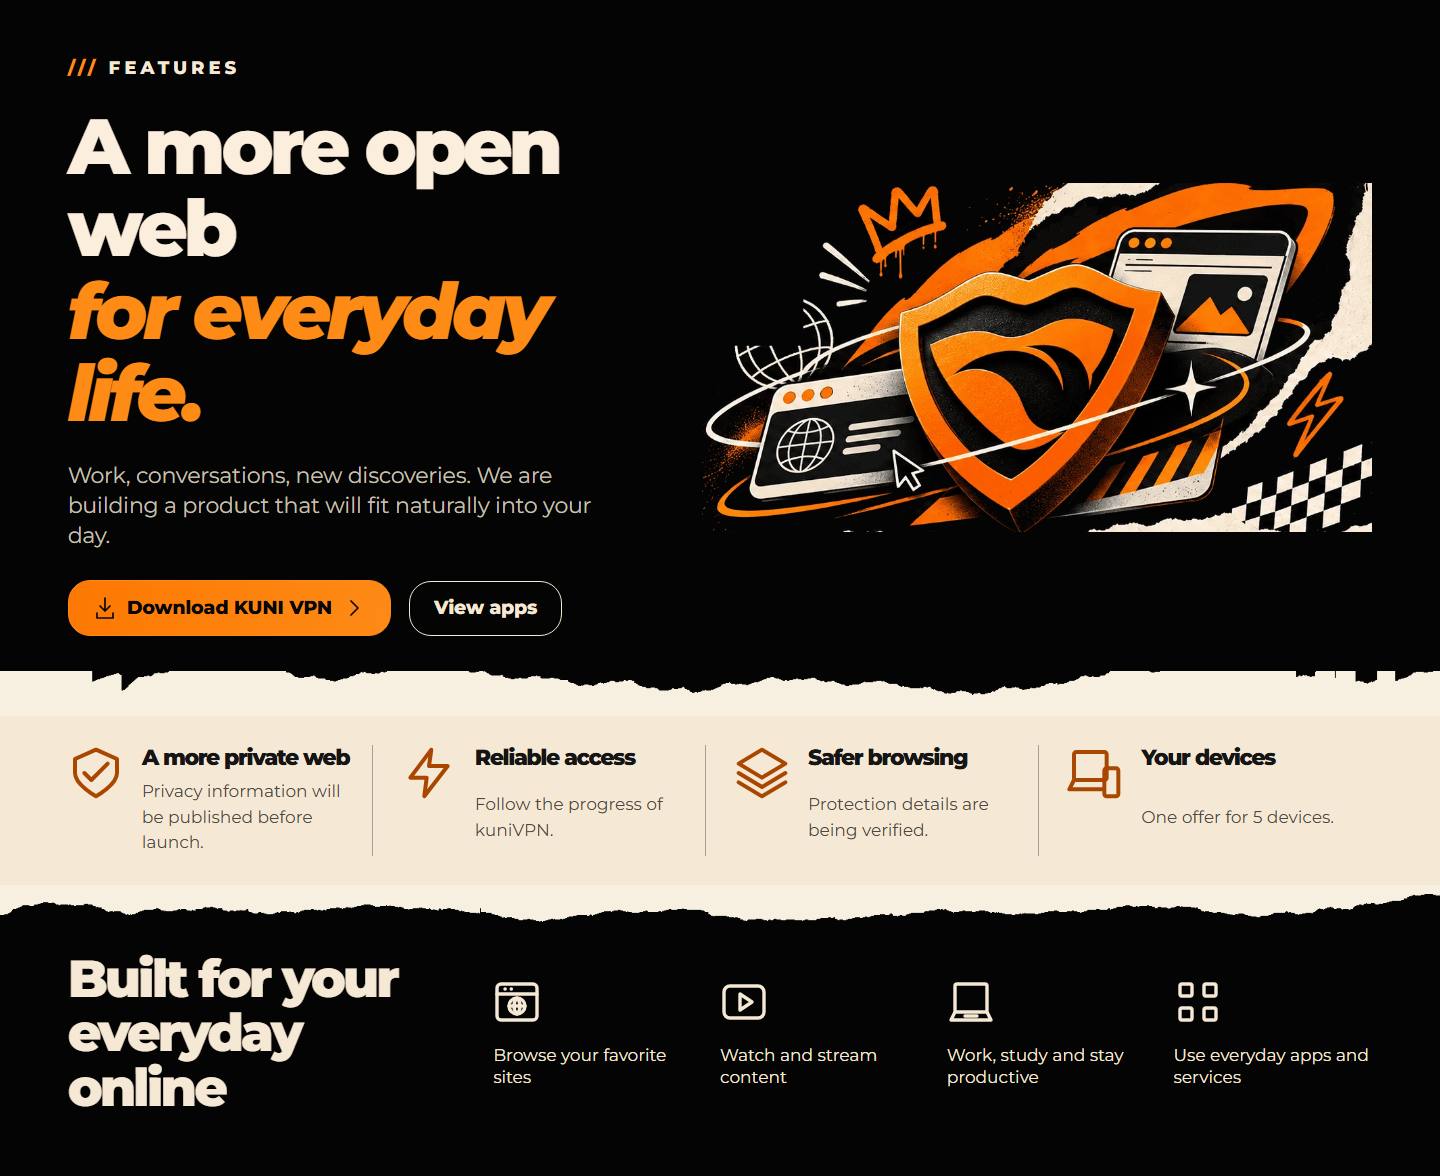 /// FEATURES
A more open
web
for everyday
life.
Work, conversations, new discoveries. We are
building a product that will fit naturally into your
day.
Download KUNI VPN
View apps
A more private web
Privacy information will
be published before
launch.
Reliable access
Follow the progress of
kuniVPN.
Safer browsing
Protection details are
being verified.
Your devices
One offer for 5 devices.
Built for your
everyday
online
Browse your favorite
sites
Watch and stream
content
Work, study and stay
productive
Use everyday apps and
services